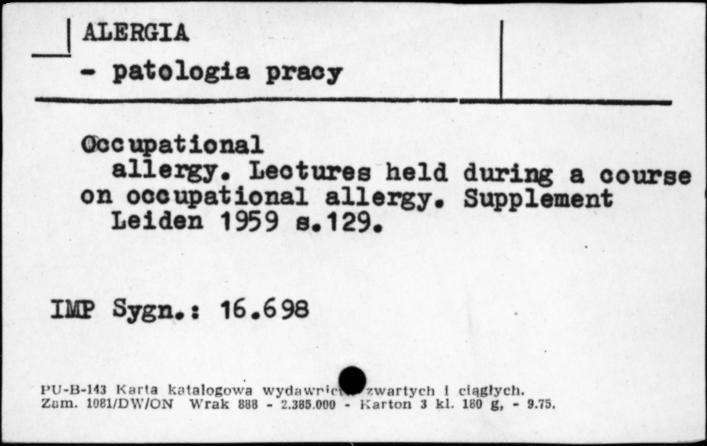 ALERGIA
- patologia pracy
Occupational
allergy. Lectures held during a course
on occupational allergy. Supplement
Leiden 1959 s.129.
IMP Sygn.: 16.698
PU-B-143 Karta katalogowa zwartych i ciągłych.
Zam. 1081/DW/ON Wrak 888 - 2.385.000 - Karton 3 kl. 180 g, - 9.75.